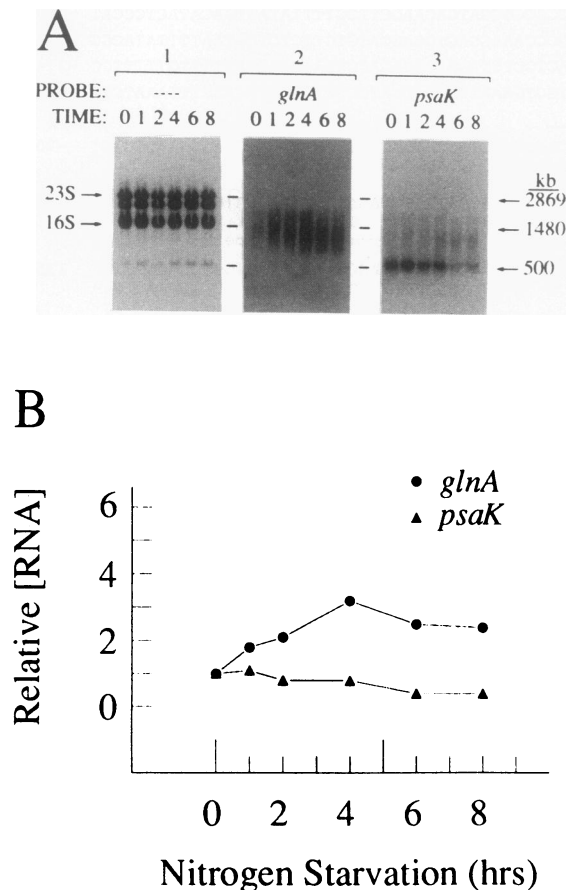 A
1 2 3
PROBE: ---- glnA psaK
TIME: 0 1 2 4 6 8 0 1 2 4 6 8 0 1 2 4 6 8
kb
23S 2869
16S 1480
500
B
glnA
psaK
Relative [RNA]
6
4
2
0
0 2 4 6 8
Nitrogen Starvation (hrs)